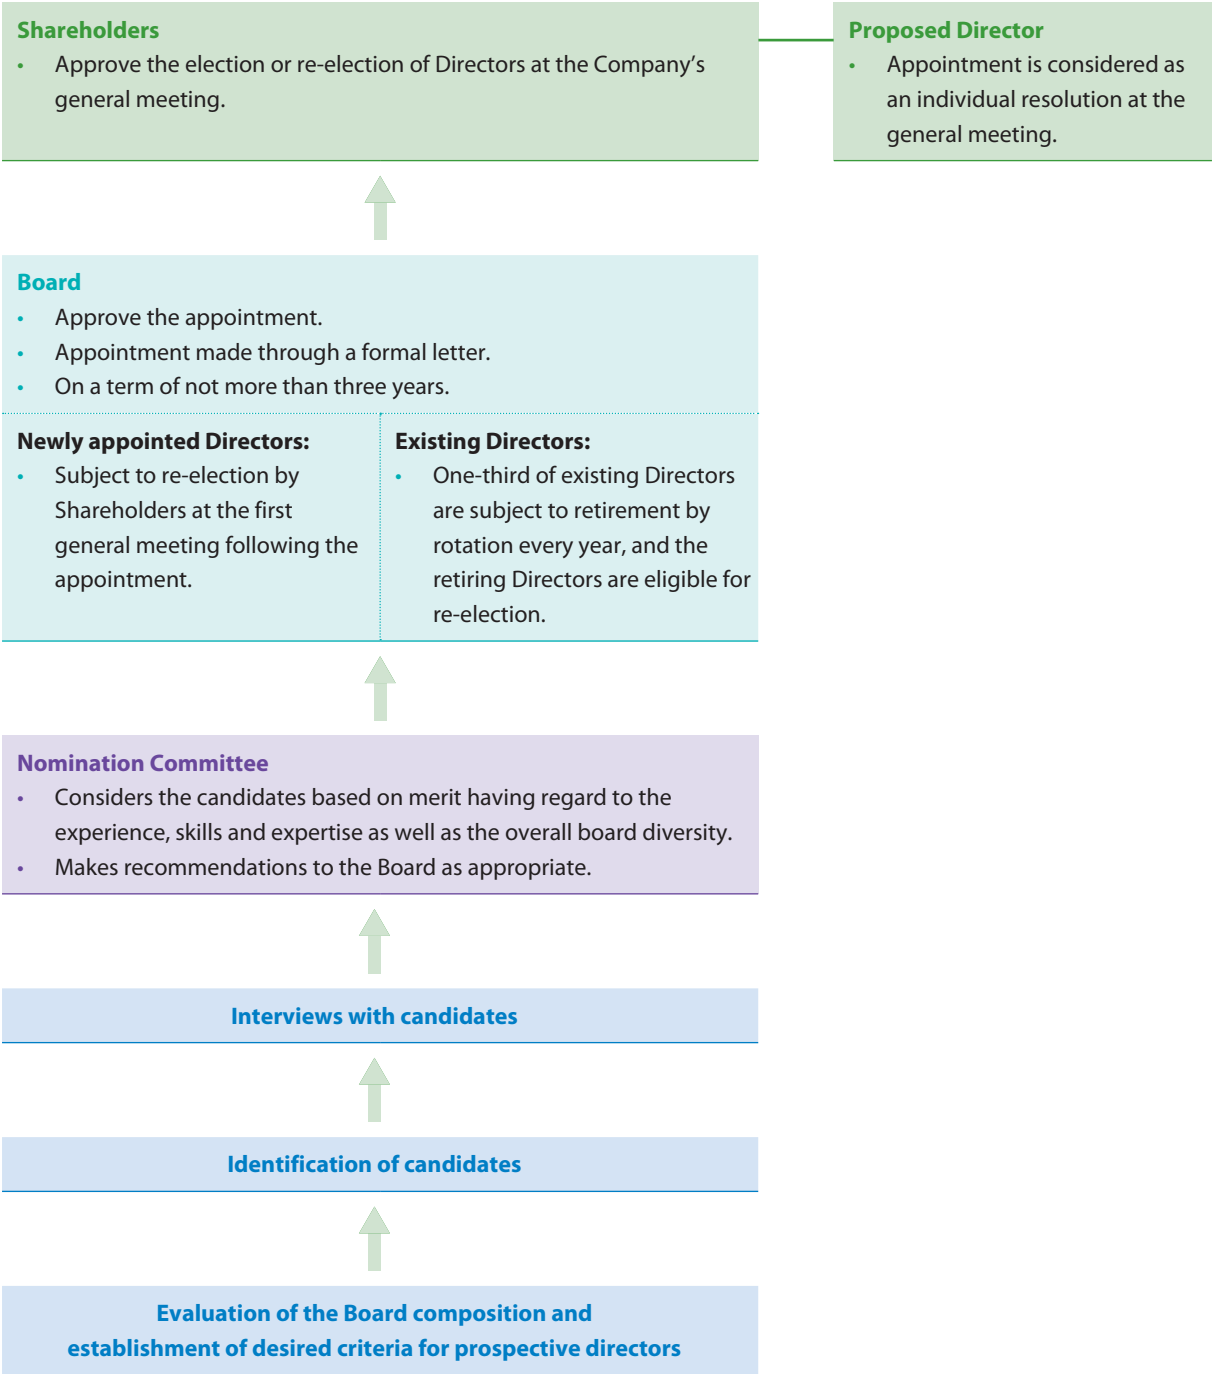 Shareholders
• Approve the election or re-election of Directors at the Company’s
general meeting.
Proposed Director
• Appointment is considered as
an individual resolution at the
general meeting.
Board
• Approve the appointment.
• Appointment made through a formal letter.
• On a term of not more than three years.
Newly appointed Directors:
• Subject to re-election by
Shareholders at the first
general meeting following the
appointment.
Existing Directors:
• One-third of existing Directors
are subject to retirement by
rotation every year, and the
retiring Directors are eligible for
re-election.
Nomination Committee
• Considers the candidates based on merit having regard to the
experience, skills and expertise as well as the overall board diversity.
• Makes recommendations to the Board as appropriate.
Interviews with candidates
Identification of candidates
Evaluation of the Board composition and
establishment of desired criteria for prospective directors